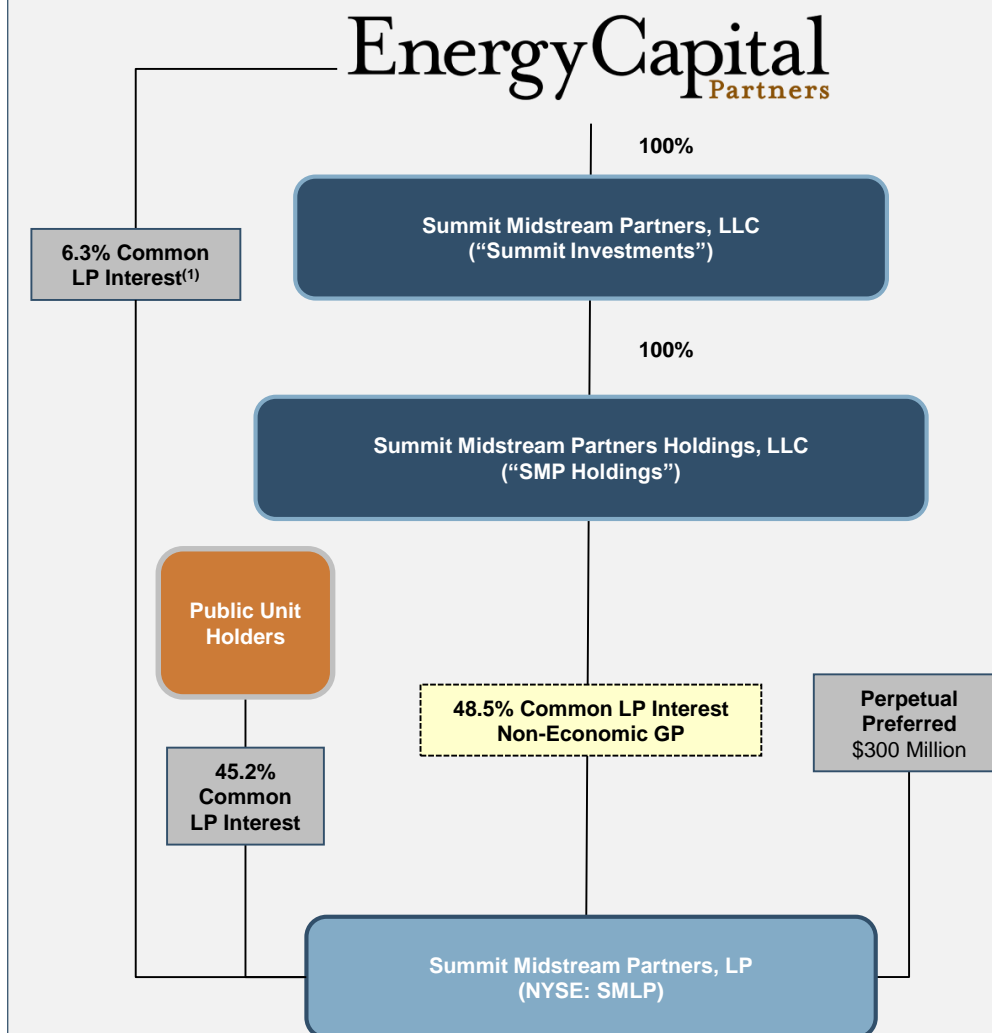 EnergyCapital
Partners
100%
Summit Midstream Partners, LLC
(“Summit Investments”)
6.3% Common
LP Interest(1)
100%
Summit Midstream Partners Holdings, LLC
(“SMP Holdings”)
Public Unit
Holders
48.5% Common LP Interest
Non-Economic GP
Perpetual
Preferred
$300 Million
45.2%
Common
LP Interest
Summit Midstream Partners, LP
(NYSE: SMLP)